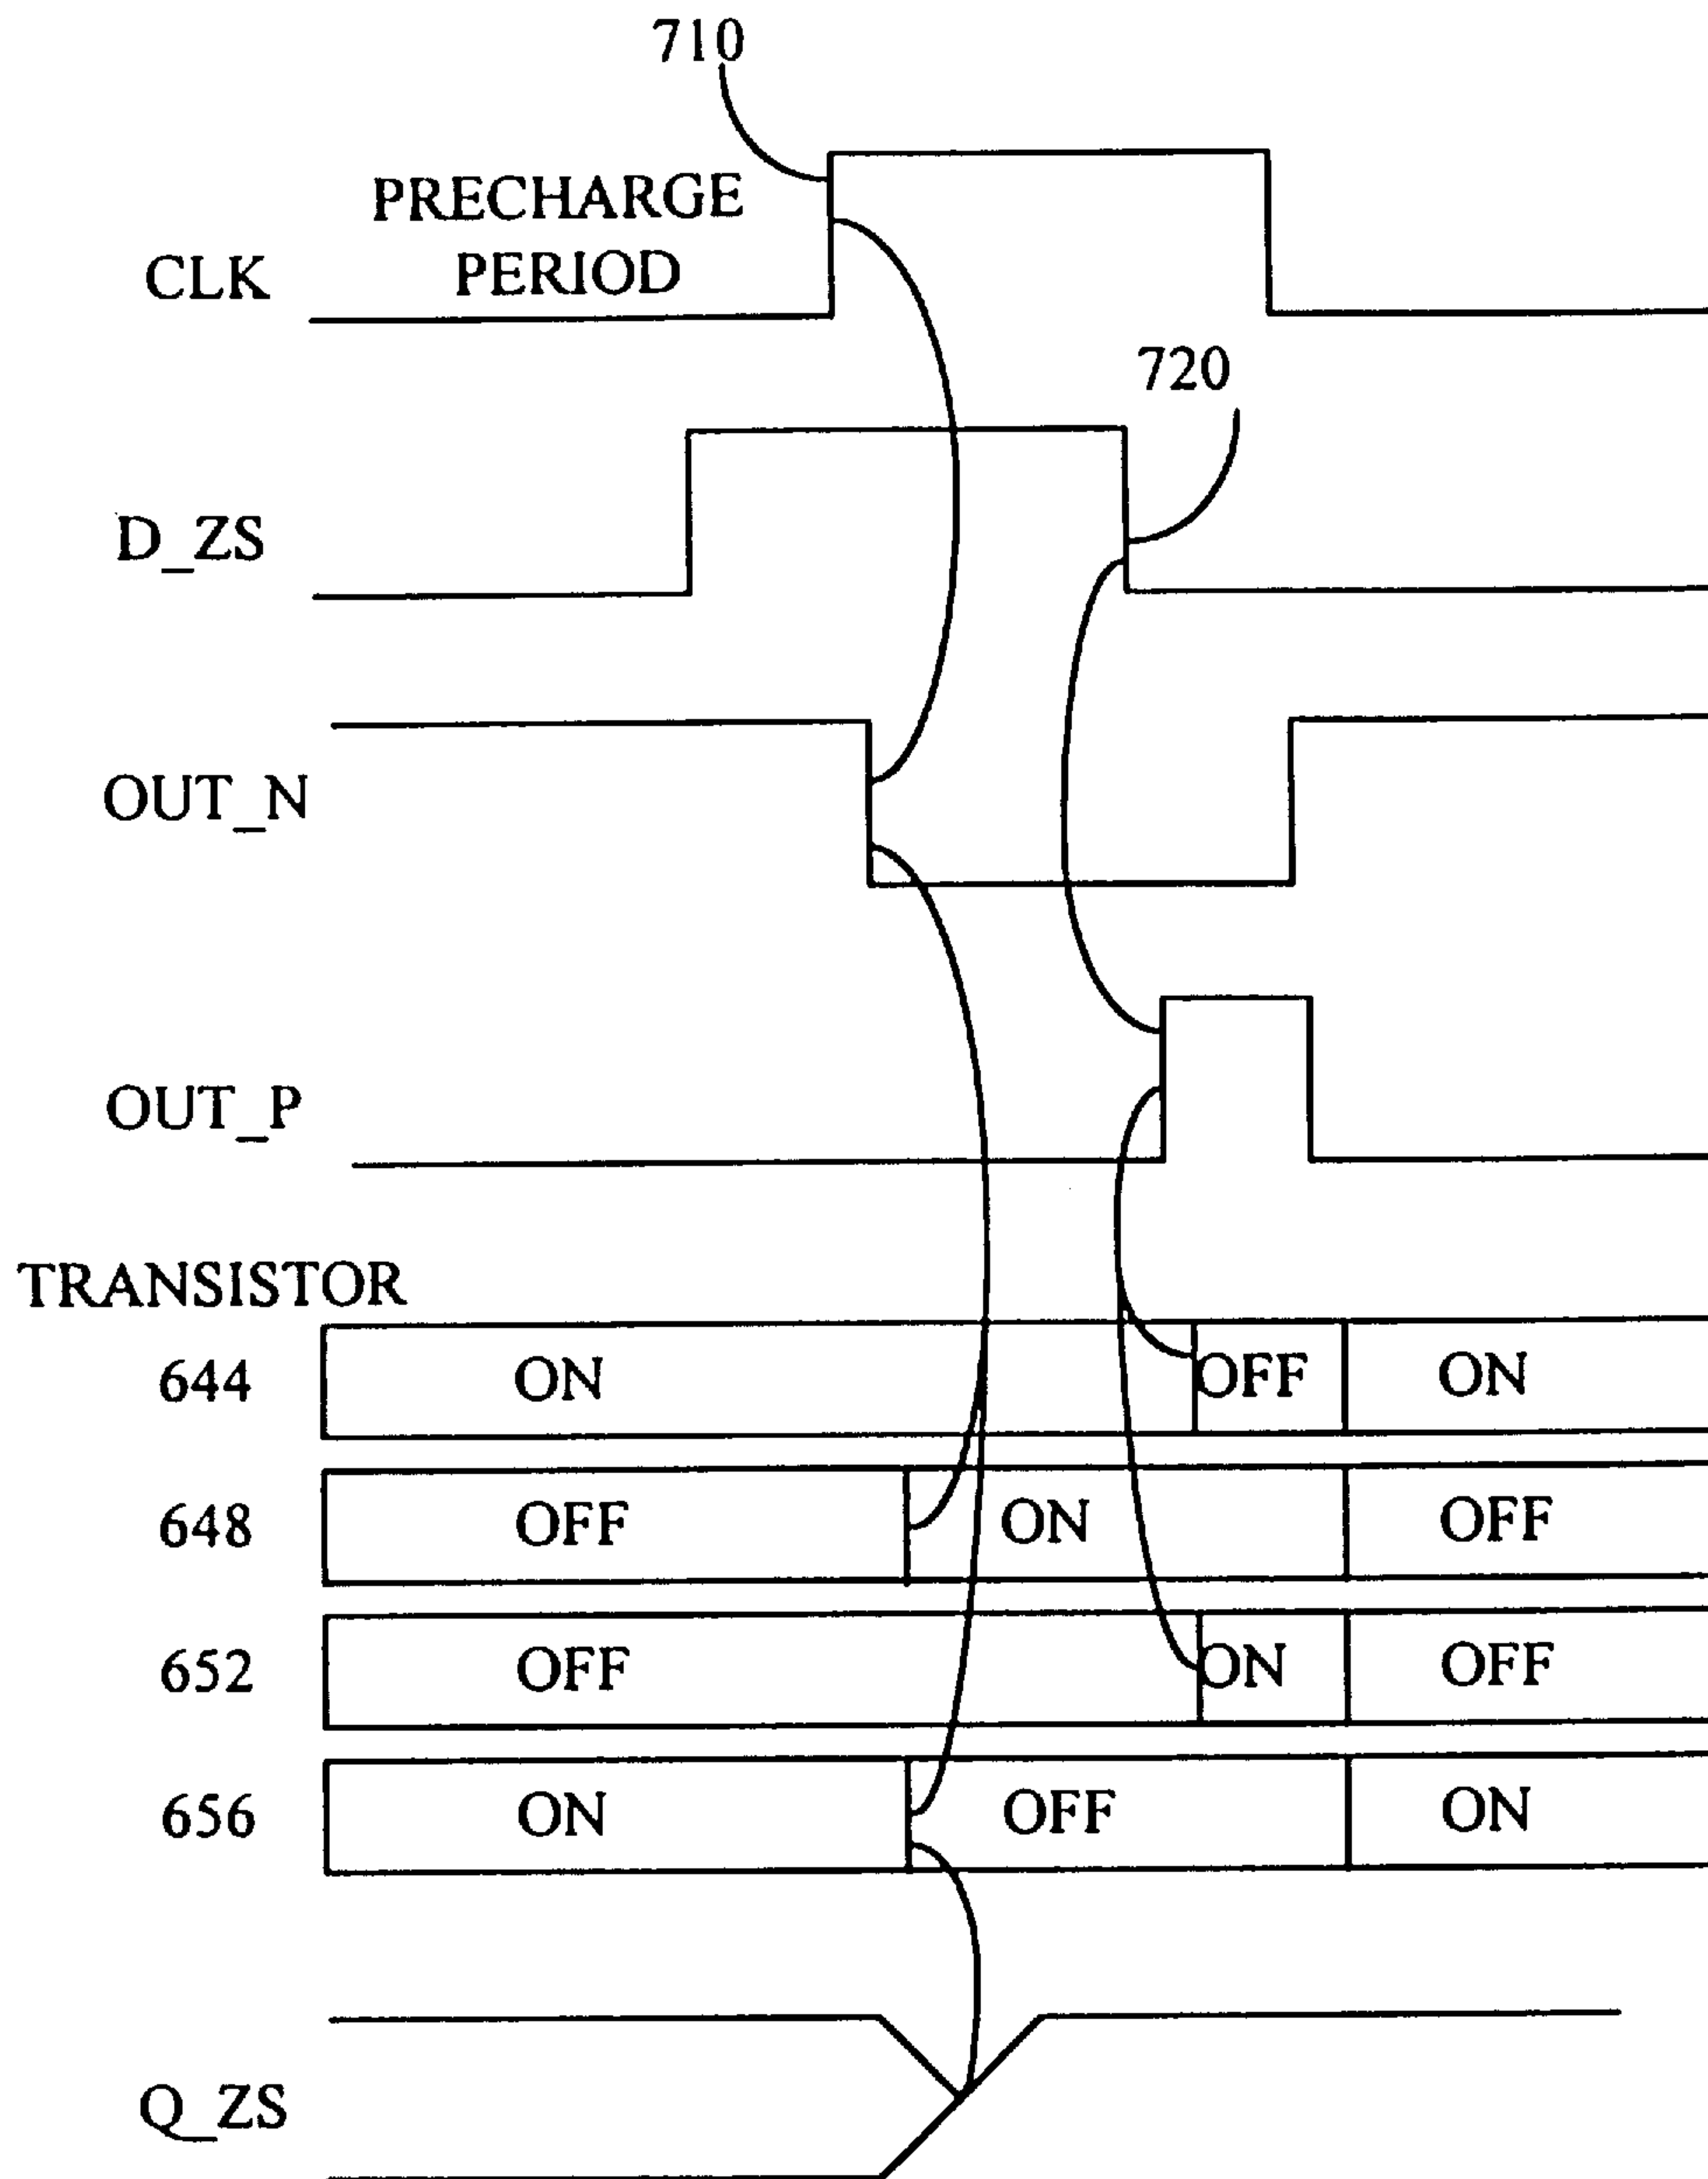 710
PRECHARGE
PERIOD
CLK
720
D_ZS
OUT_N
OUT_P
TRANSISTOR
644 ON OFF ON
648 OFF ON OFF
652 OFF ON OFF
656 ON OFF ON
Q_ZS